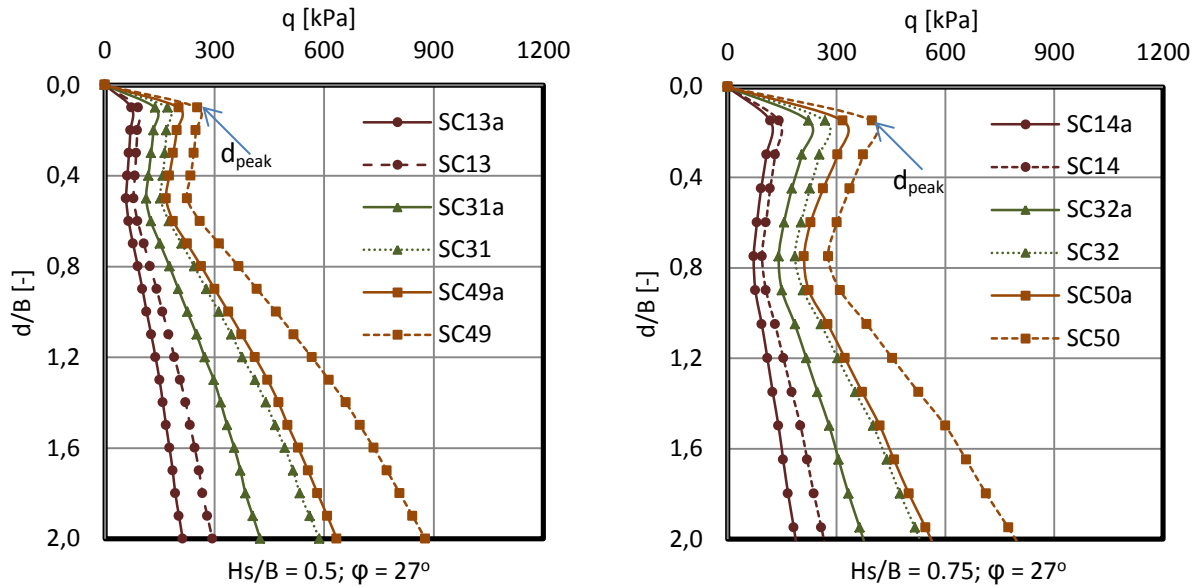 q [kPa]
0 300 600 900 1200
0,0
0,4
0,8
1,2
1,6
2,0
d/B [-]
d_peak
SC13a
SC13
SC31a
SC31
SC49a
SC49
Hs/B = 0.5; φ = 27°
q [kPa]
0 300 600 900 1200
0,0
0,4
0,8
1,2
1,6
2,0
d/B [-]
d_peak
SC14a
SC14
SC32a
SC32
SC50a
SC50
Hs/B = 0.75; φ = 27°